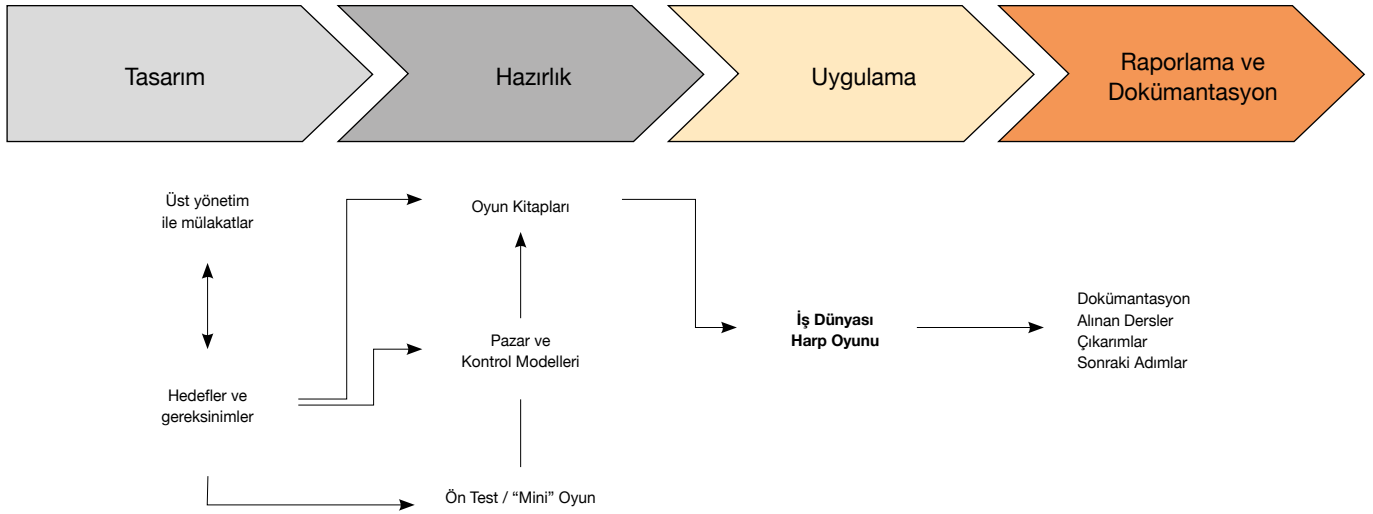 Tasarım
Hazırlık
Uygulama
Raporlama ve
Dokümantasyon
Üst yönetim
ile mülakatlar
Hedefler ve
gereksinimler
Oyun Kitapları
Pazar ve
Kontrol Modelleri
Ön Test / “Mini” Oyun
İş Dünyası
Harp Oyunu
Dokümantasyon
Alınan Dersler
Çıkarımlar
Sonraki Adımlar